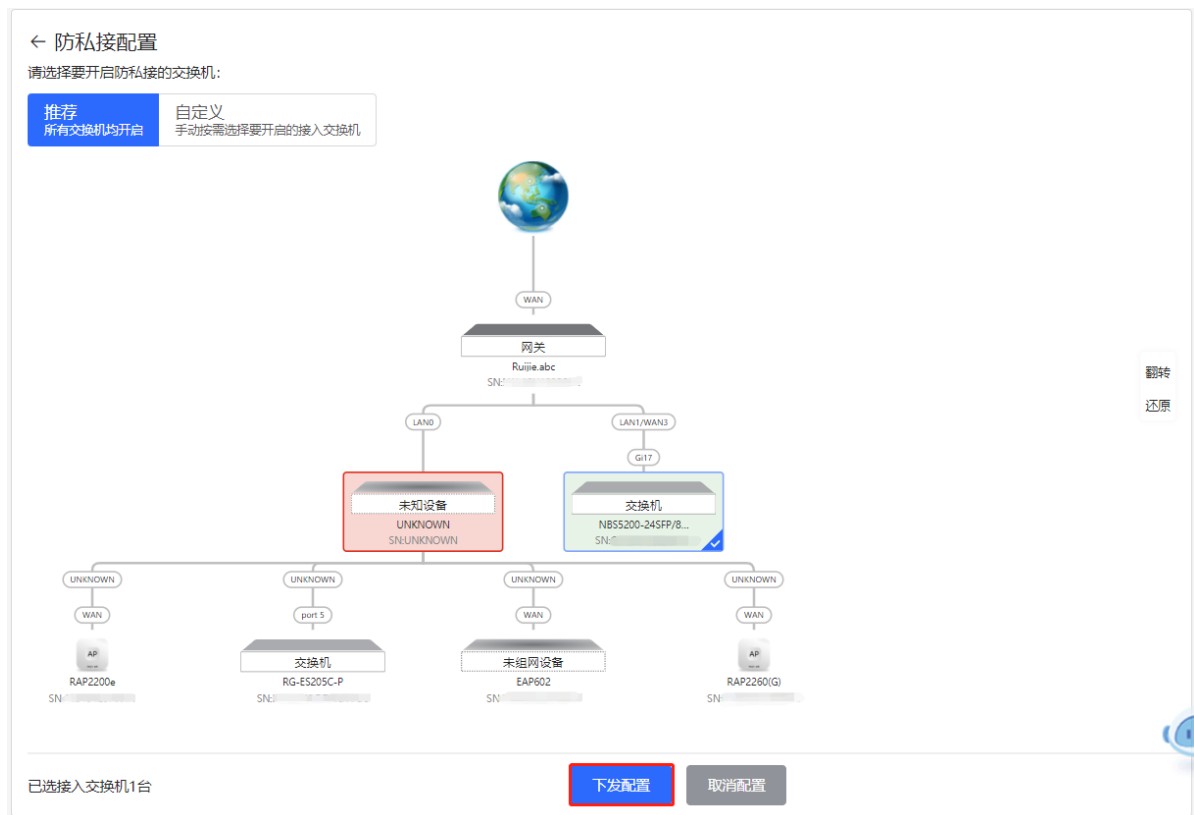 ← 防私接配置
请选择要开启防私接的交换机:
推荐
所有交换机均开启
自定义
手动按需选择要开启的接入交换机
WAN
网关
Ruijie.abc
SN:
翻转
还原
LAN0
LAN1/WAN3
Gi17
未知设备
UNKNOWN
SN:UNKNOWN
交换机
NBS5200-24SFP/8...
SN:
UNKNOWN
UNKNOWN
UNKNOWN
UNKNOWN
WAN
port 5
WAN
WAN
AP
RAP2200e
SN
交换机
RG-ES205C-P
SN:
未组网设备
EAP602
SN
AP
RAP2260(G)
SN
已选接入交换机1台
下发配置
取消配置